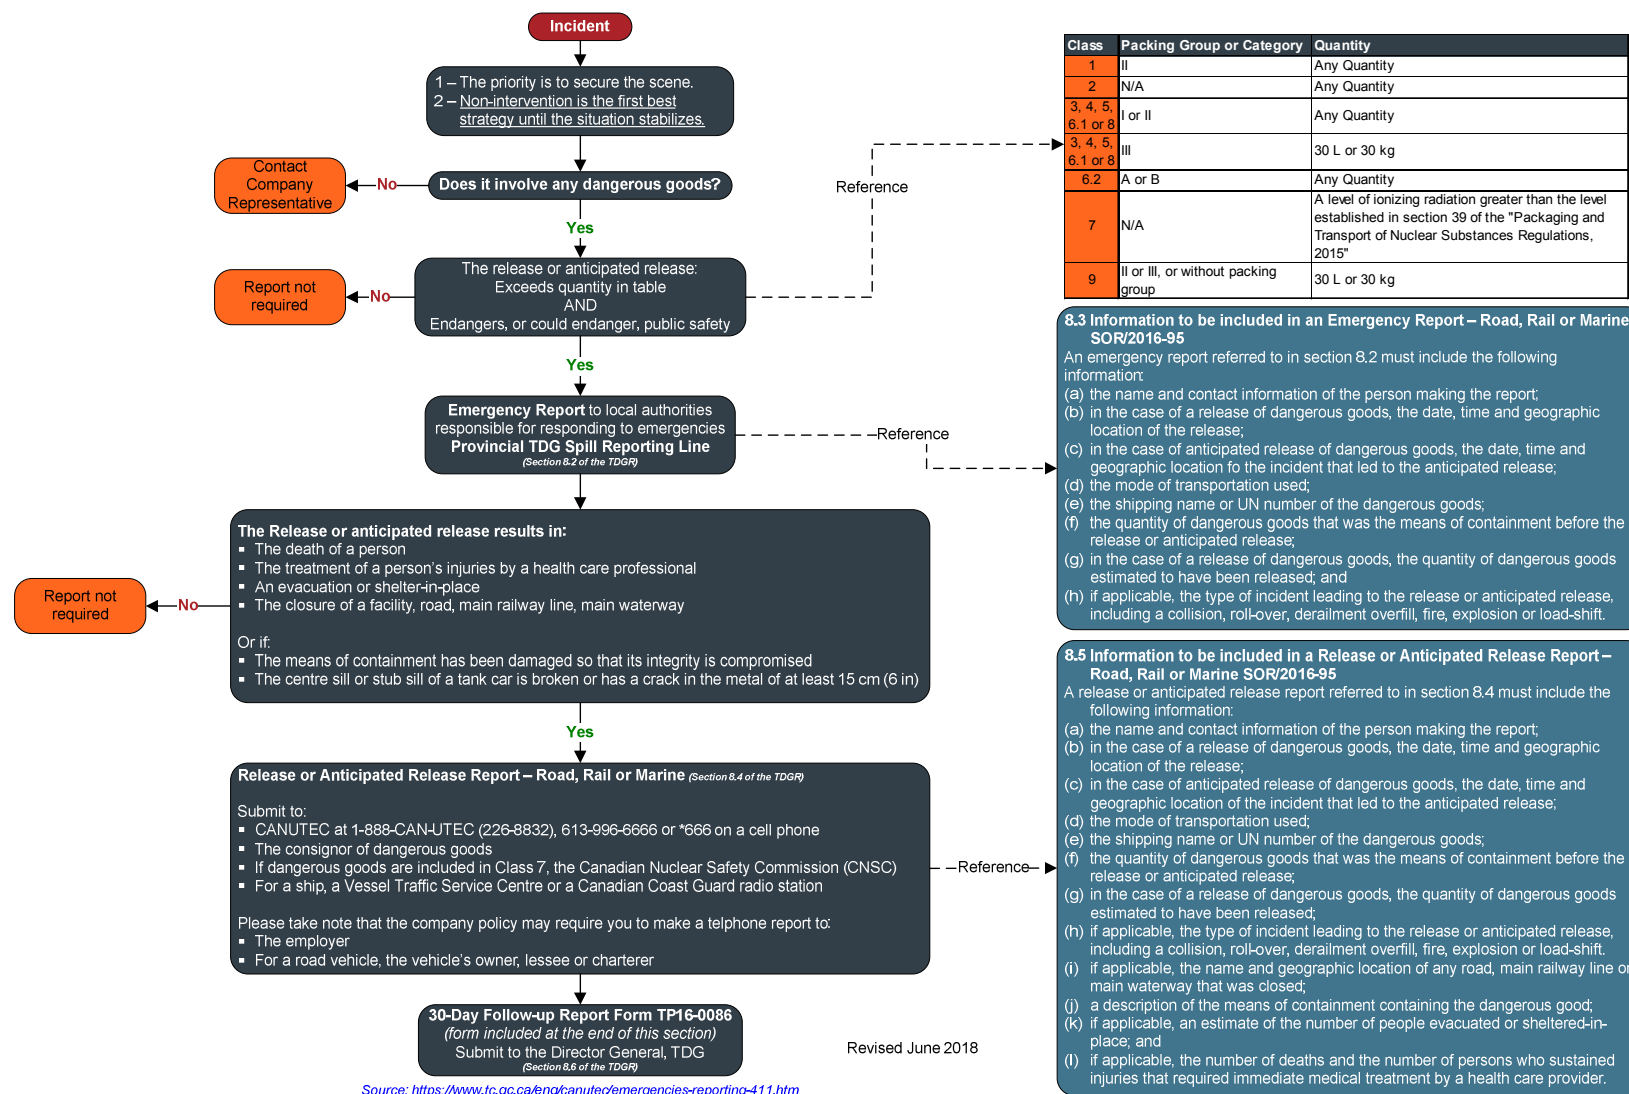 Incident
1 – The priority is to secure the scene.
2 – Non-intervention is the first best
strategy until the situation stabilizes.
Does it involve any dangerous goods?
No
Contact
Company
Representative
Yes
The release or anticipated release:
Exceeds quantity in table
AND
Endangers, or could endanger, public safety
No
Report not
required
Reference
Yes
Emergency Report to local authorities
responsible for responding to emergencies
Provincial TDG Spill Reporting Line
(Section 8.2 of the TDGR)
Reference
The Release or anticipated release results in:
▪ The death of a person
▪ The treatment of a person's injuries by a health care professional
▪ An evacuation or shelter-in-place
▪ The closure of a facility, road, main railway line, main waterway
Or if:
▪ The means of containment has been damaged so that its integrity is compromised
▪ The centre sill or stub sill of a tank car is broken or has a crack in the metal of at least 15 cm (6 in)
No
Report not
required
Yes
Release or Anticipated Release Report – Road, Rail or Marine (Section 8.4 of the TDGR)
Submit to:
▪ CANUTEC at 1-888-CAN-UTEC (226-8832), 613-996-6666 or *666 on a cell phone
▪ The consignor of dangerous goods
▪ If dangerous goods are included in Class 7, the Canadian Nuclear Safety Commission (CNSC)
▪ For a ship, a Vessel Traffic Service Centre or a Canadian Coast Guard radio station
Please take note that the company policy may require you to make a telphone report to:
▪ The employer
▪ For a road vehicle, the vehicle's owner, lessee or charterer
Reference
30-Day Follow-up Report Form TP16-0086
(form included at the end of this section)
Submit to the Director General, TDG
(Section 8.6 of the TDGR)
Revised June 2018
Source: https://www.tc.gc.ca/eng/canutec/emergencies-reporting-411.htm
Class Packing Group or Category Quantity
1 II Any Quantity
2 N/A Any Quantity
3, 4, 5,
6.1 or 8 I or II Any Quantity
3, 4, 5,
6.1 or 8 III 30 L or 30 kg
6.2 A or B Any Quantity
7 N/A A level of ionizing radiation greater than the level
established in section 39 of the "Packaging and
Transport of Nuclear Substances Regulations,
2015"
9 II or III, or without packing
group 30 L or 30 kg
8.3 Information to be included in an Emergency Report – Road, Rail or Marine
SOR/2016-95
An emergency report referred to in section 8.2 must include the following
information:
(a) the name and contact information of the person making the report;
(b) in the case of a release of dangerous goods, the date, time and geographic
location of the release;
(c) in the case of anticipated release of dangerous goods, the date, time and
geographic location fo the incident that led to the anticipated release;
(d) the mode of transportation used;
(e) the shipping name or UN number of the dangerous goods;
(f) the quantity of dangerous goods that was the means of containment before the
release or anticipated release;
(g) in the case of a release of dangerous goods, the quantity of dangerous goods
estimated to have been released; and
(h) if applicable, the type of incident leading to the release or anticipated release,
including a collision, roll-over, derailment overfill, fire, explosion or load-shift.
8.5 Information to be included in a Release or Anticipated Release Report –
Road, Rail or Marine SOR/2016-95
A release or anticipated release report referred to in section 8.4 must include the
following information:
(a) the name and contact information of the person making the report;
(b) in the case of a release of dangerous goods, the date, time and geographic
location of the release;
(c) in the case of anticipated release of dangerous goods, the date, time and
geographic location of the incident that led to the anticipated release;
(d) the mode of transportation used;
(e) the shipping name or UN number of the dangerous goods;
(f) the quantity of dangerous goods that was the means of containment before the
release or anticipated release;
(g) in the case of a release of dangerous goods, the quantity of dangerous goods
estimated to have been released;
(h) if applicable, the type of incident leading to the release or anticipated release,
including a collision, roll-over, derailment overfill, fire, explosion or load-shift.
(i) if applicable, the name and geographic location of any road, main railway line or
main waterway that was closed;
(j) a description of the means of containment containing the dangerous good;
(k) if applicable, an estimate of the number of people evacuated or sheltered-in-
place; and
(l) if applicable, the number of deaths and the number of persons who sustained
injuries that required immediate medical treatment by a health care provider.